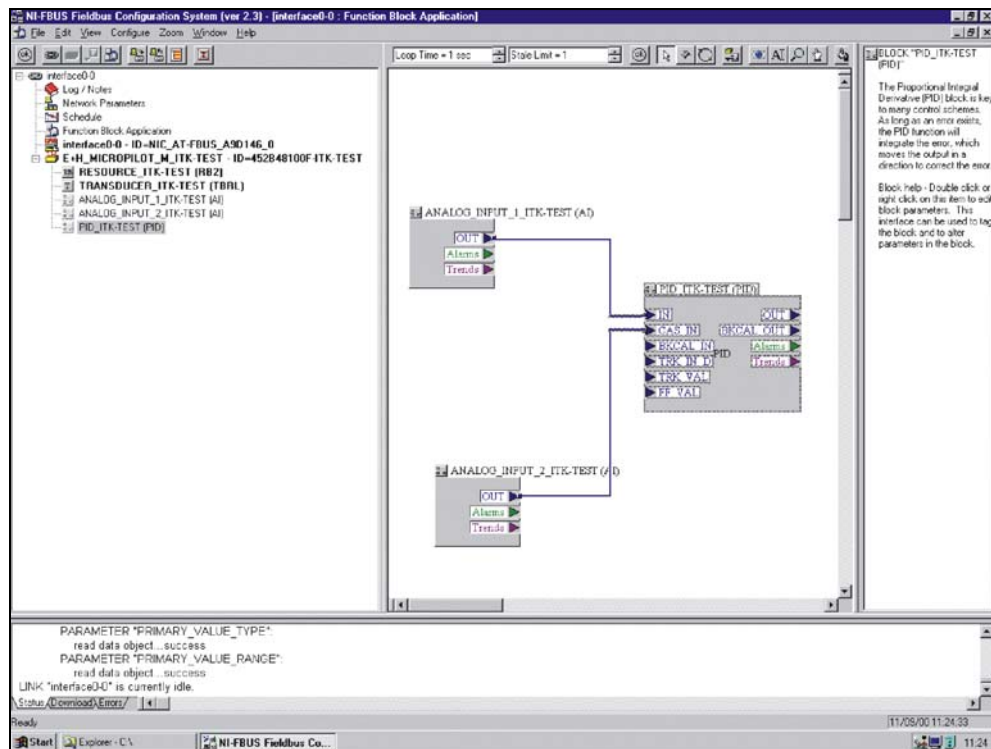 NI-FBUS Fieldbus Configuration System (ver 2.3) - [interface0-0 : Function Block Application]
File Edit View Configure Zoom Window Help
Loop Time = 1 sec
Stale Limit = 1
interface0-0
Log / Notes
Network Parameters
Schedule
Function Block Application
interface0-0 - ID=NIC_AT-FBUS_A9D146_0
E+H_MICROPILOT_M_ITK-TEST - ID=452B48100F-ITK-TEST
RESOURCE_ITK-TEST (RB2)
TRANSDUCER_ITK-TEST (TBRL)
ANALOG_INPUT_1_ITK-TEST (AI)
ANALOG_INPUT_2_ITK-TEST (AI)
PID_ITK-TEST (PID)
ANALOG_INPUT_1_ITK-TEST (AI)
OUT
Alarms
Trends
PID_ITK-TEST (PID)
IN OUT
CAS_IN BKCAL_OUT
BKCAL_IN Alarms
PID
TRK_IN_D Trends
TRK_VAL
FF_VAL
ANALOG_INPUT_2_ITK-TEST (AI)
OUT
Alarms
Trends
BLOCK "PID_ITK-TEST
(PID)"
The Proportional Integral
Derivative (PID) block is key
to many control schemes.
As long as an error exists,
the PID function will
integrate the error, which
moves the output in a
direction to correct the error.
Block help - Double click or
right click on this item to edit
block parameters. This
interface can be used to tag
the block and to alter
parameters in the block.
PARAMETER "PRIMARY_VALUE_TYPE":
read data object...success
PARAMETER "PRIMARY_VALUE_RANGE":
read data object...success
LINK "interface0-0" is currently idle.
Status Download Errors
Ready
11/09/00 11.24.33
Start
Explorer - C:\
NI-FBUS Fieldbus Co...
11:24